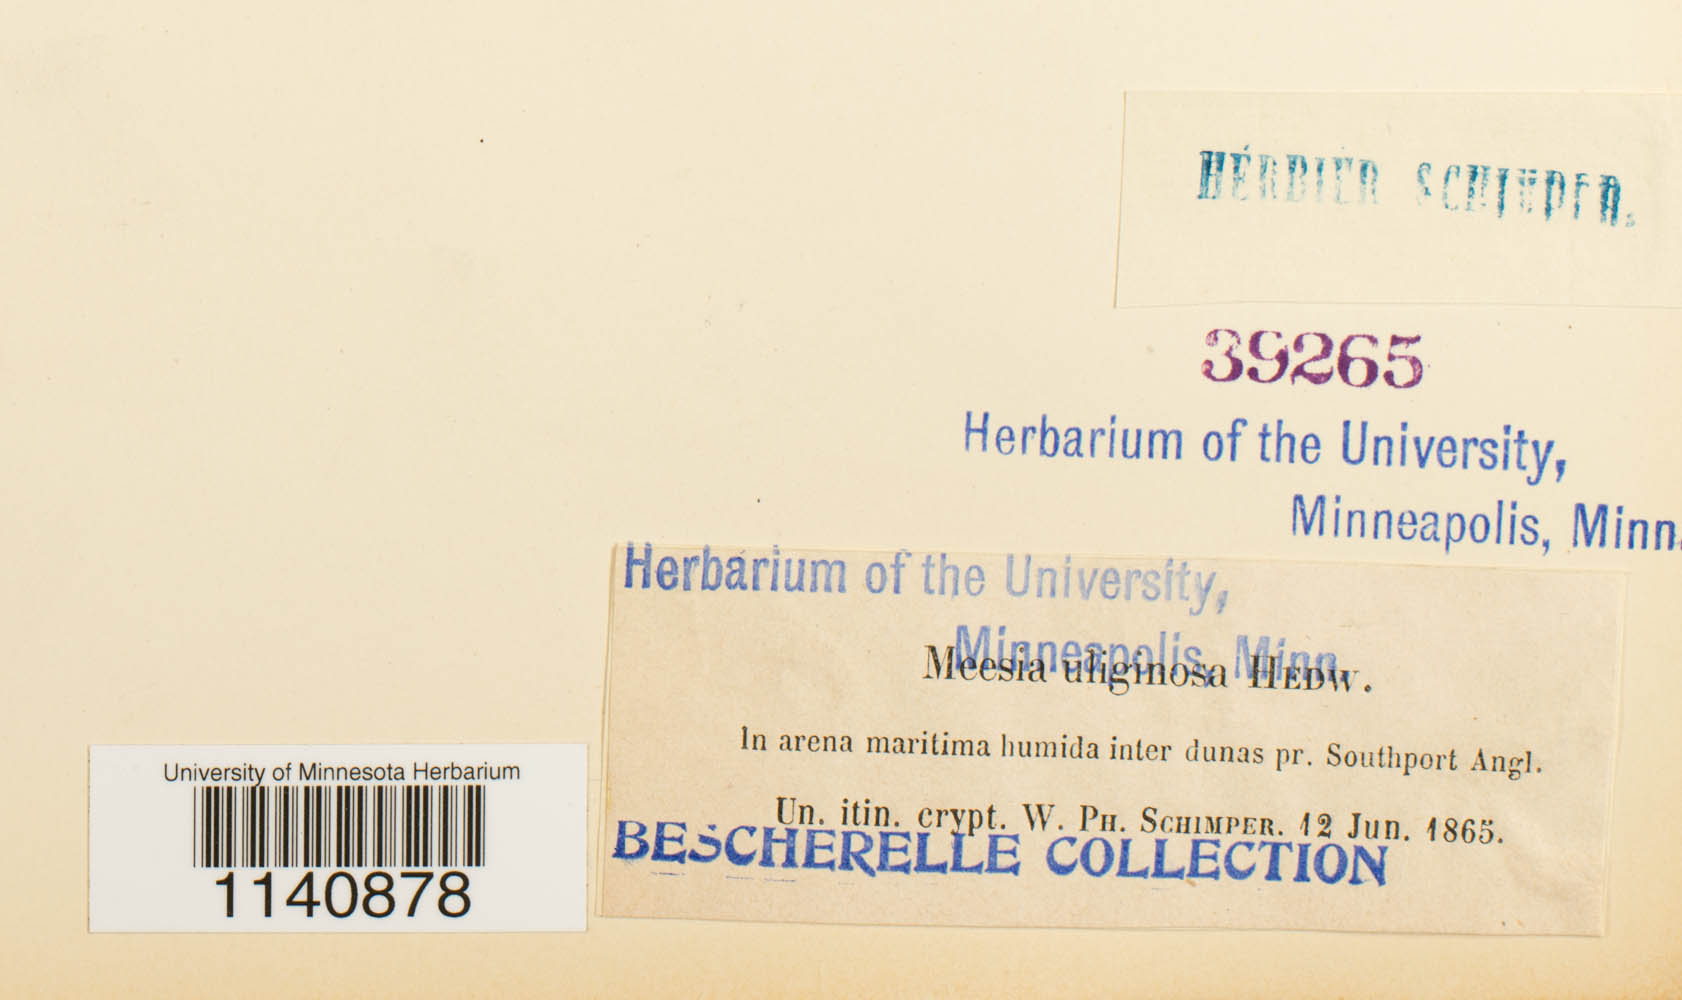 HERBIER SCHIMPER.
39265
Herbarium of the University,
Minneapolis, Minn.
Herbarium of the University,
Minneapolis, Minn.
Meesia uliginosa HEDW.
In arena maritima humida inter dunas pr. Southport Angl.
Un. itin. crypt. W. PH. SCHIMPER. 12 Jun. 1865.
BESCHERELLE COLLECTION
University of Minnesota Herbarium
1140878